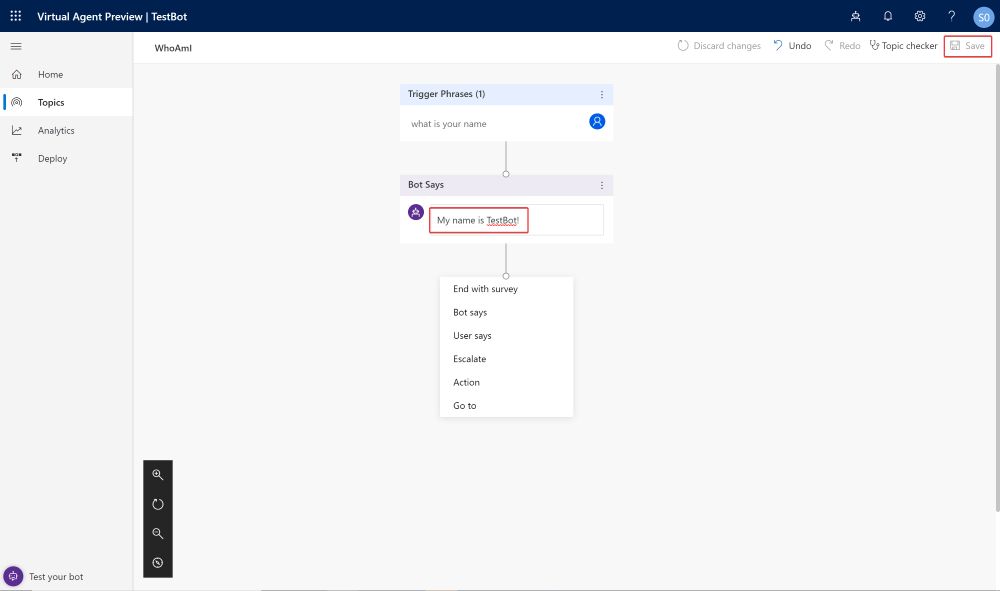 Virtual Agent Preview | TestBot
?
S0
WhoAmI
Discard changes
Undo
Redo
Topic checker
Save
Home
Topics
Analytics
Deploy
Trigger Phrases (1)
what is your name
Bot Says
My name is TestBot!
End with survey
Bot says
User says
Escalate
Action
Go to
Test your bot